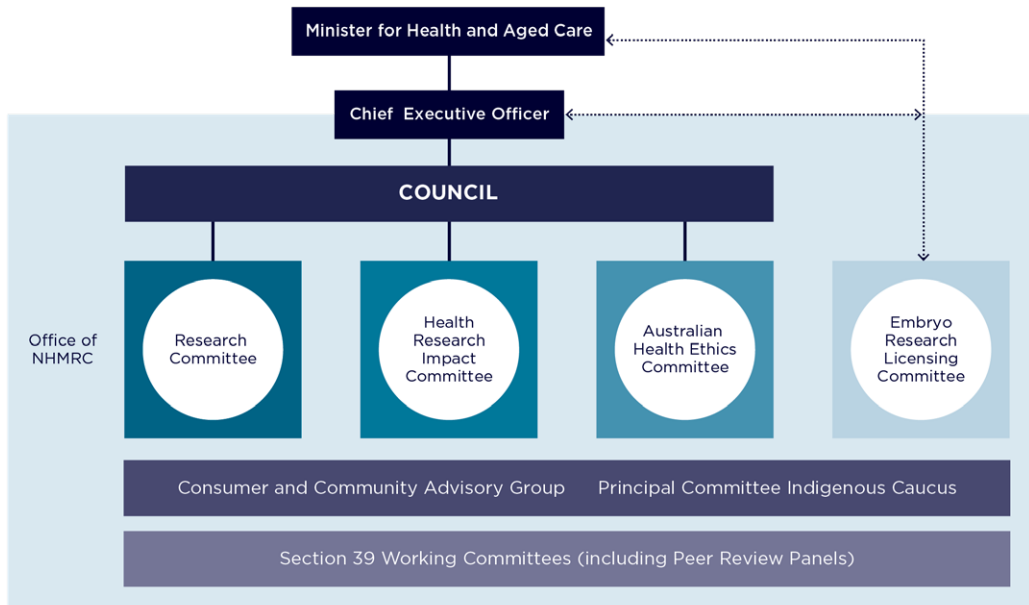 Minister for Health and Aged Care
Chief Executive Officer
COUNCIL
Office of
NHMRC
Research
Committee
Health
Research
Impact
Committee
Australian
Health Ethics
Committee
Embryo
Research
Licensing
Committee
Consumer and Community Advisory Group Principal Committee Indigenous Caucus
Section 39 Working Committees (including Peer Review Panels)